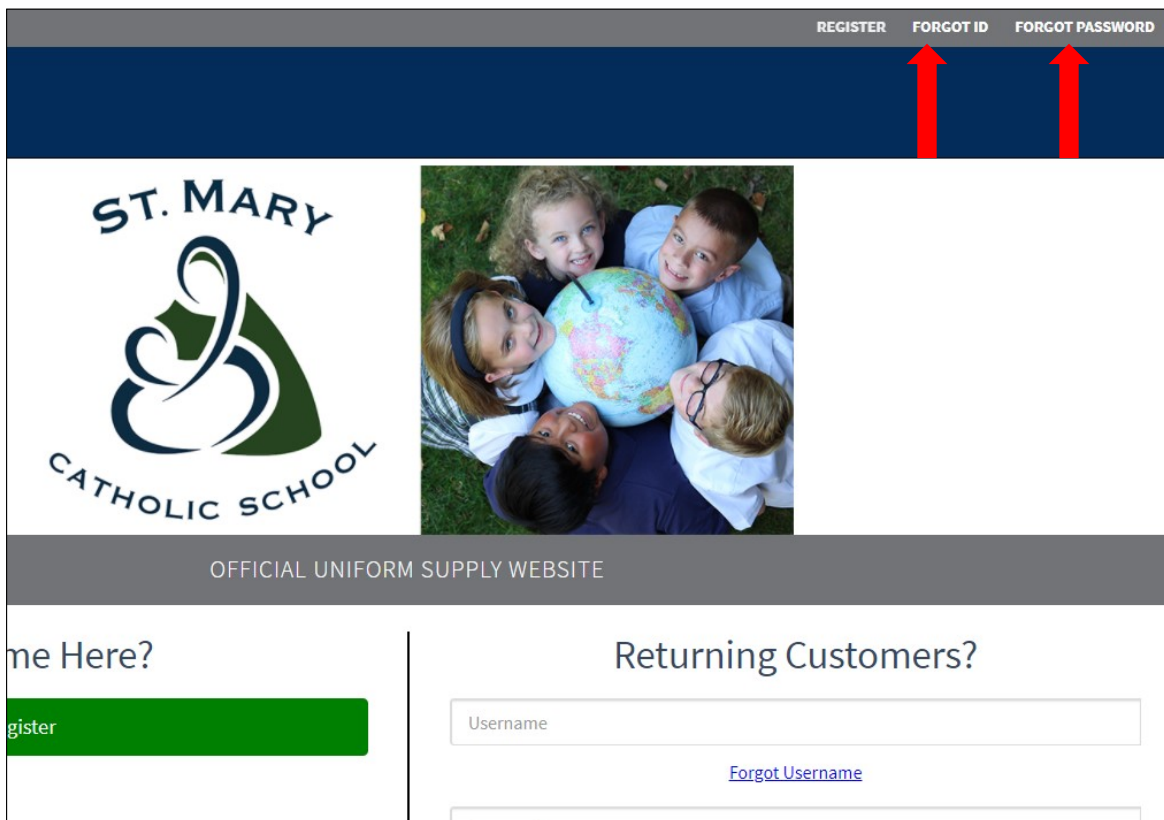 REGISTER FORGOT ID FORGOT PASSWORD
ST. MARY
CATHOLIC SCHOOL
OFFICIAL UNIFORM SUPPLY WEBSITE
me Here?
gister
Returning Customers?
Username
Forgot Username